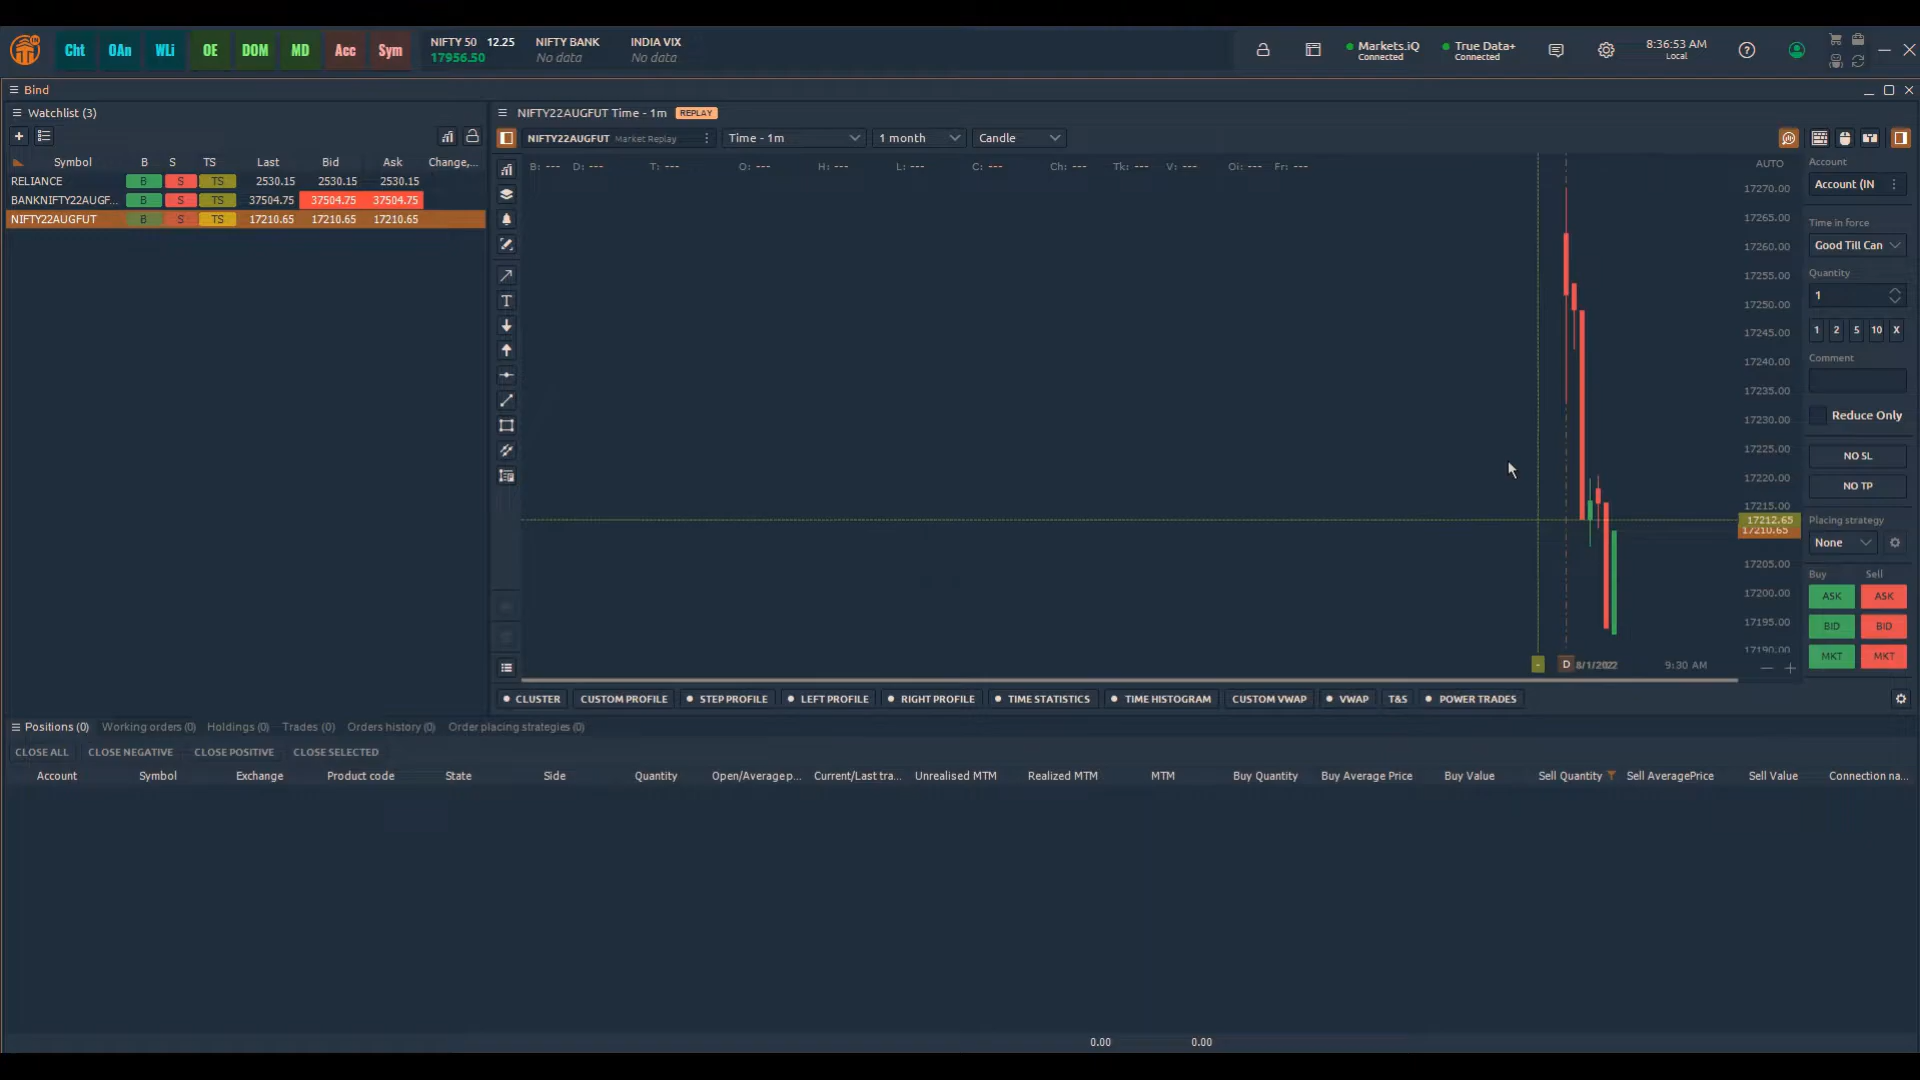 IN Cht OAn WLi OE DOM MD Acc Sym NIFTY 50 12.25 NIFTY BANK INDIA VIX Markets.iQ True Data+ 8:36:53 AM
17956.50 No data No data Connected Connected Local
Bind
Watchlist (3) NIFTY22AUGFUT Time - 1m REPLAY
NIFTY22AUGFUT Market Replay Time - 1m 1 month Candle
Symbol B S TS Last Bid Ask Change,...
RELIANCE B S TS 2530.15 2530.15 2530.15
BANKNIFTY22AUGF... B S TS 37504.75 37504.75 37504.75
NIFTY22AUGFUT B S TS 17210.65 17210.65 17210.65
B: --- D: --- T: --- O: --- H: --- L: --- C: --- Ch: --- Tk: --- V: --- Oi: --- Fr: ---
AUTO
17270.00
17265.00
17260.00
17255.00
17250.00
17245.00
17240.00
17235.00
17230.00
17225.00
17220.00
17215.00
17212.65
17210.65
17205.00
17200.00
17195.00
17190.00
D 8/1/2022 9:30 AM
Account
Account (IN
Time in force
Good Till Can
Quantity
1
1 2 5 10 X
Comment
Reduce Only
NO SL
NO TP
Placing strategy
None
Buy Sell
ASK ASK
BID BID
MKT MKT
CLUSTER CUSTOM PROFILE STEP PROFILE LEFT PROFILE RIGHT PROFILE TIME STATISTICS TIME HISTOGRAM CUSTOM VWAP VWAP T&S POWER TRADES
Positions (0) Working orders (0) Holdings (0) Trades (0) Orders history (0) Order placing strategies (0)
CLOSE ALL CLOSE NEGATIVE CLOSE POSITIVE CLOSE SELECTED
Account Symbol Exchange Product code State Side Quantity Open/Average p... Current/Last tra... Unrealised MTM Realized MTM MTM Buy Quantity Buy Average Price Buy Value Sell Quantity Sell AveragePrice Sell Value Connection na...
0.00 0.00